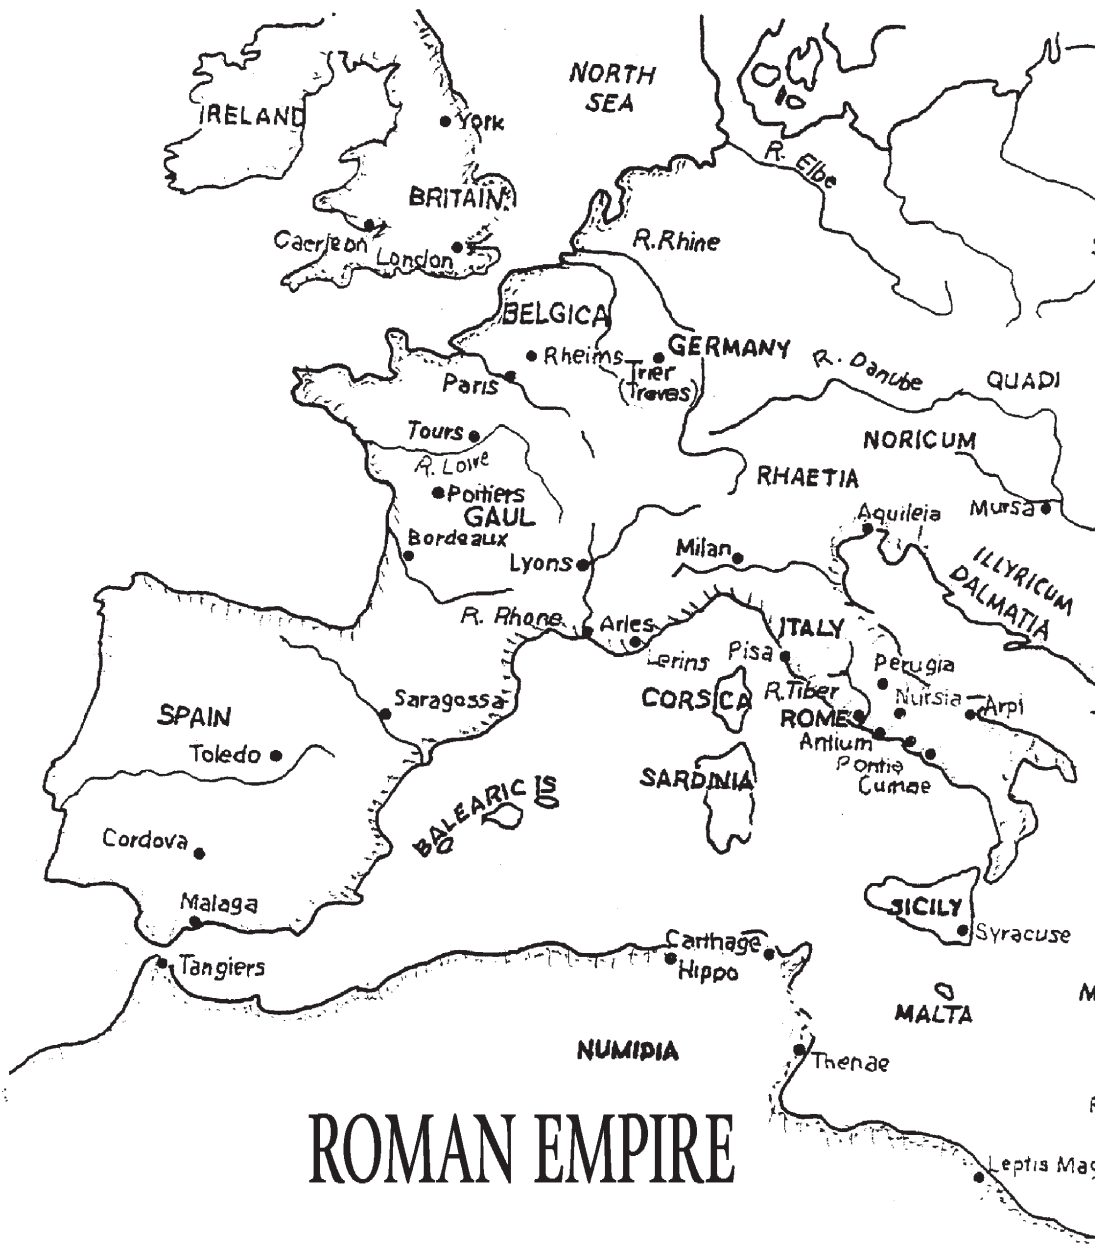 NORTH
SEA
IRELAND
York
R. Elbe
BRITAIN
R. Rhine
Caerleon
London
BELGICA
Rheims
GERMANY
Trier
(Treves)
R. Danube
QUADI
Paris
Tours
NORICUM
R. Loire
RHAETIA
Poitiers
GAUL
Mursa
Aquileia
Bordeaux
Milan
Lyons
ILLYRICUM
DALMATIA
R. Rhone
Arles
ITALY
Lerins
Pisa
Perugia
CORSICA
R. Tiber
Nursia
Arpi
Saragossa
SPAIN
ROME
Antium
Toledo
Pontia
SARDINIA
Cumae
BALEARIC IS
Cordova
Malaga
SICILY
Syracuse
Carthage
Hippo
Tangiers
MALTA
NUMIDIA
Thenae
ROMAN EMPIRE
Leptis Mag